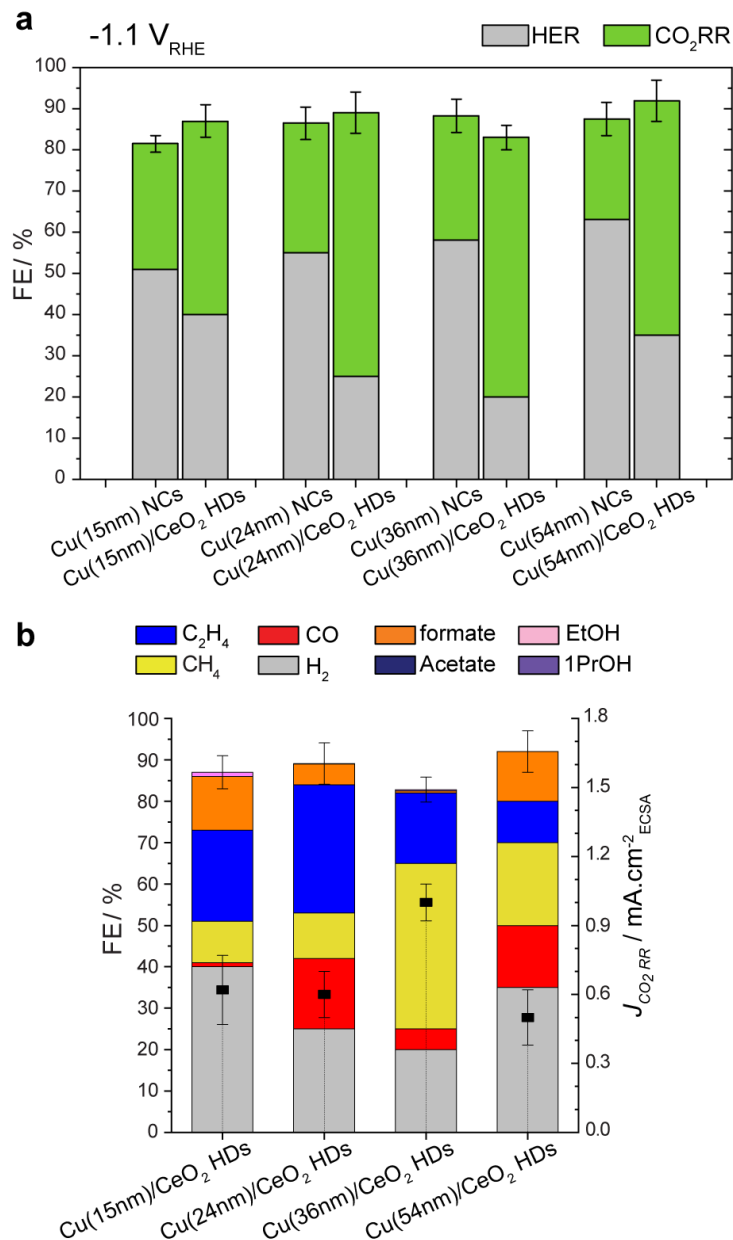 a
-1.1 V_RHE
HER
CO₂RR
100
90
80
70
60
50
40
30
20
10
0
FE/ %
Cu(15nm) NCs
Cu(15nm)/CeO₂ HDs
Cu(24nm) NCs
Cu(24nm)/CeO₂ HDs
Cu(36nm) NCs
Cu(36nm)/CeO₂ HDs
Cu(54nm) NCs
Cu(54nm)/CeO₂ HDs
b
C₂H₄
CO
formate
EtOH
CH₄
H₂
Acetate
1PrOH
100
90
80
70
60
50
40
30
20
10
0
FE/ %
1.8
1.5
1.2
0.9
0.6
0.3
0.0
J_CO₂ RR / mA.cm⁻²_ECSA
Cu(15nm)/CeO₂ HDs
Cu(24nm)/CeO₂ HDs
Cu(36nm)/CeO₂ HDs
Cu(54nm)/CeO₂ HDs